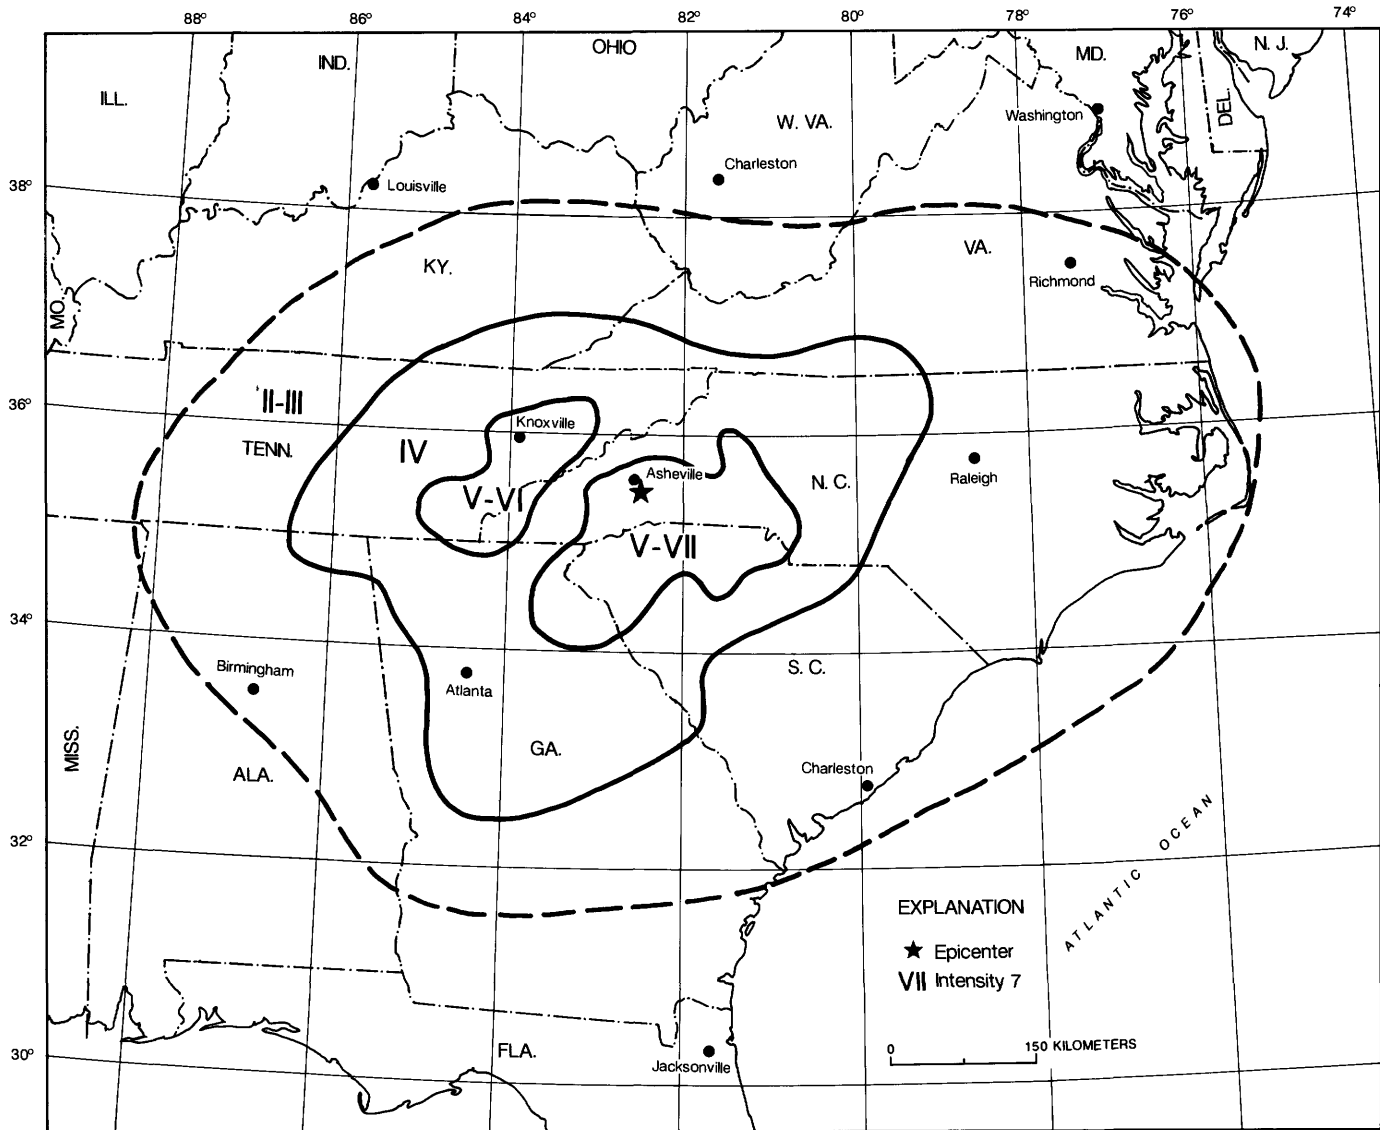 88° 86° 84° 82° 80° 78° 76° 74°
OHIO
N. J.
IND.
MD.
ILL.
DEL.
Washington
W. VA.
Charleston
38°
Louisville
VA.
KY.
Richmond
MO.
36°
II-III
Knoxville
TENN.
IV
Asheville
N. C.
Raleigh
V-VI
V-VII
34°
Birmingham
S. C.
Atlanta
MISS.
GA.
ALA.
Charleston
32°
ATLANTIC OCEAN
EXPLANATION
Epicenter
VII Intensity 7
30°
FLA.
0 150 KILOMETERS
Jacksonville